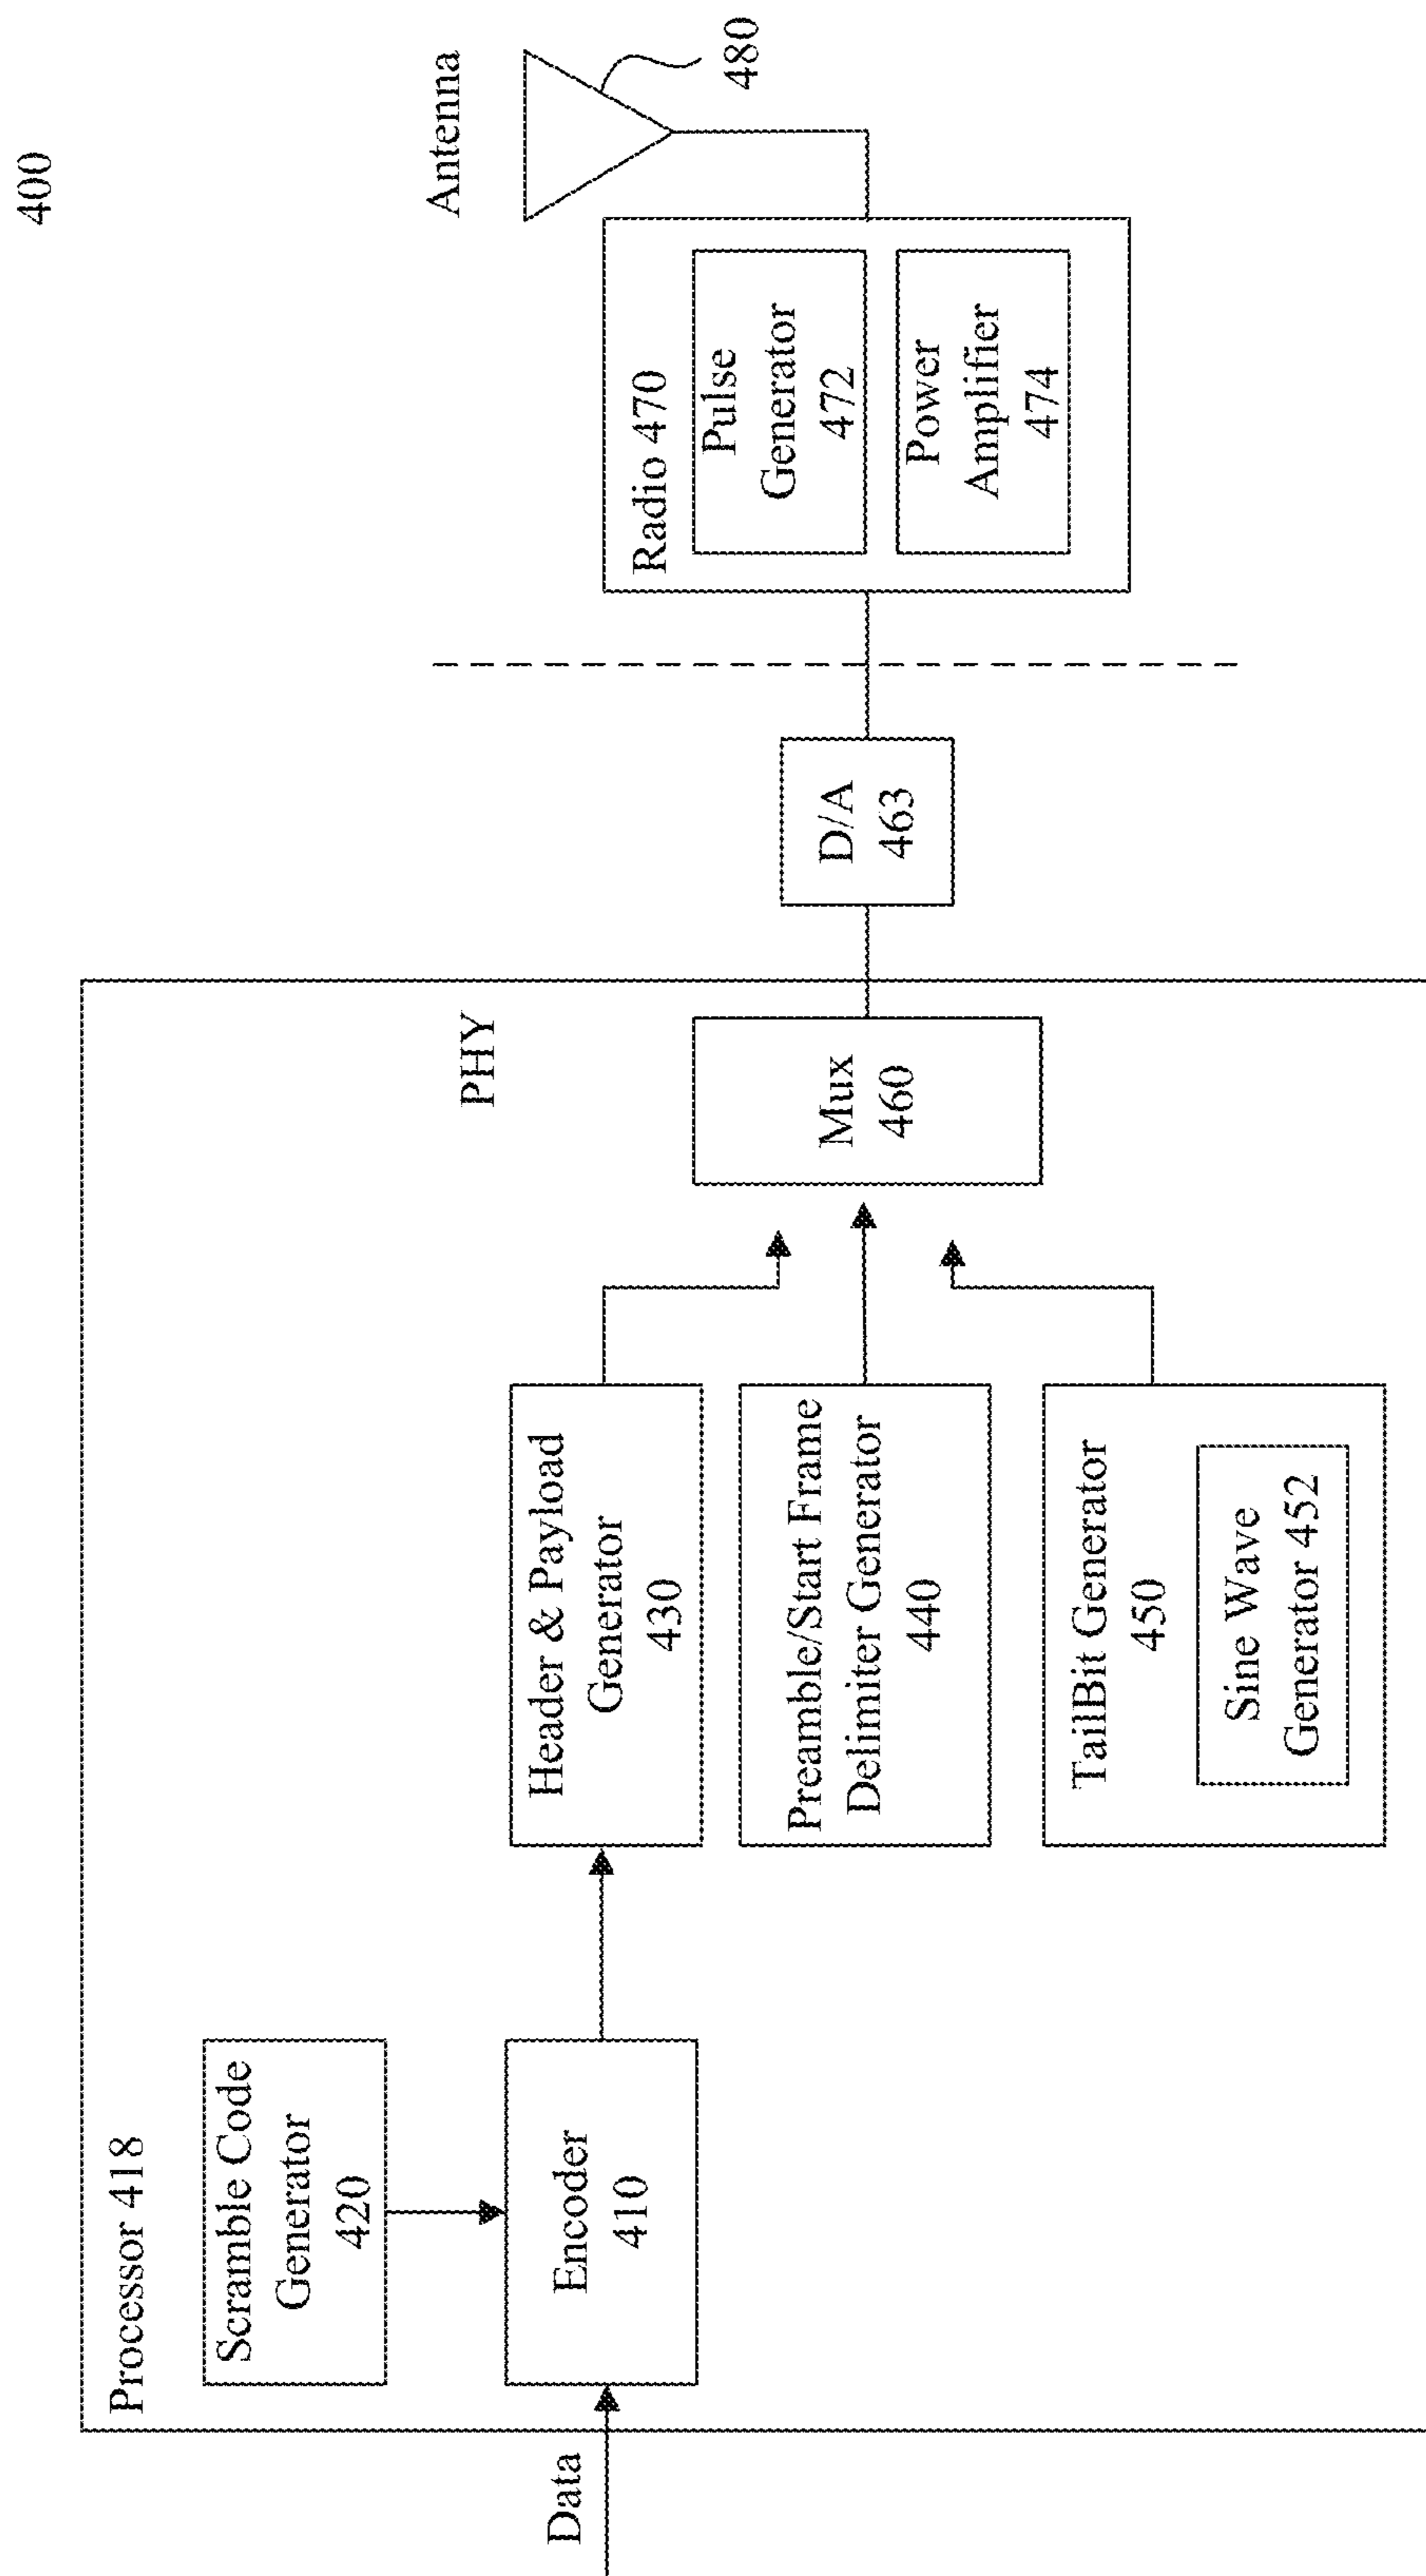 400
Processor 418
Scramble Code
Generator
420
Data
Encoder
410
Header & Payload
Generator
430
Preamble/Start Frame
Delimiter Generator
440
TailBit Generator
450
Sine Wave
Generator 452
PHY
Mux
460
D/A
463
Radio 470
Pulse
Generator
472
Power
Amplifier
474
Antenna
480